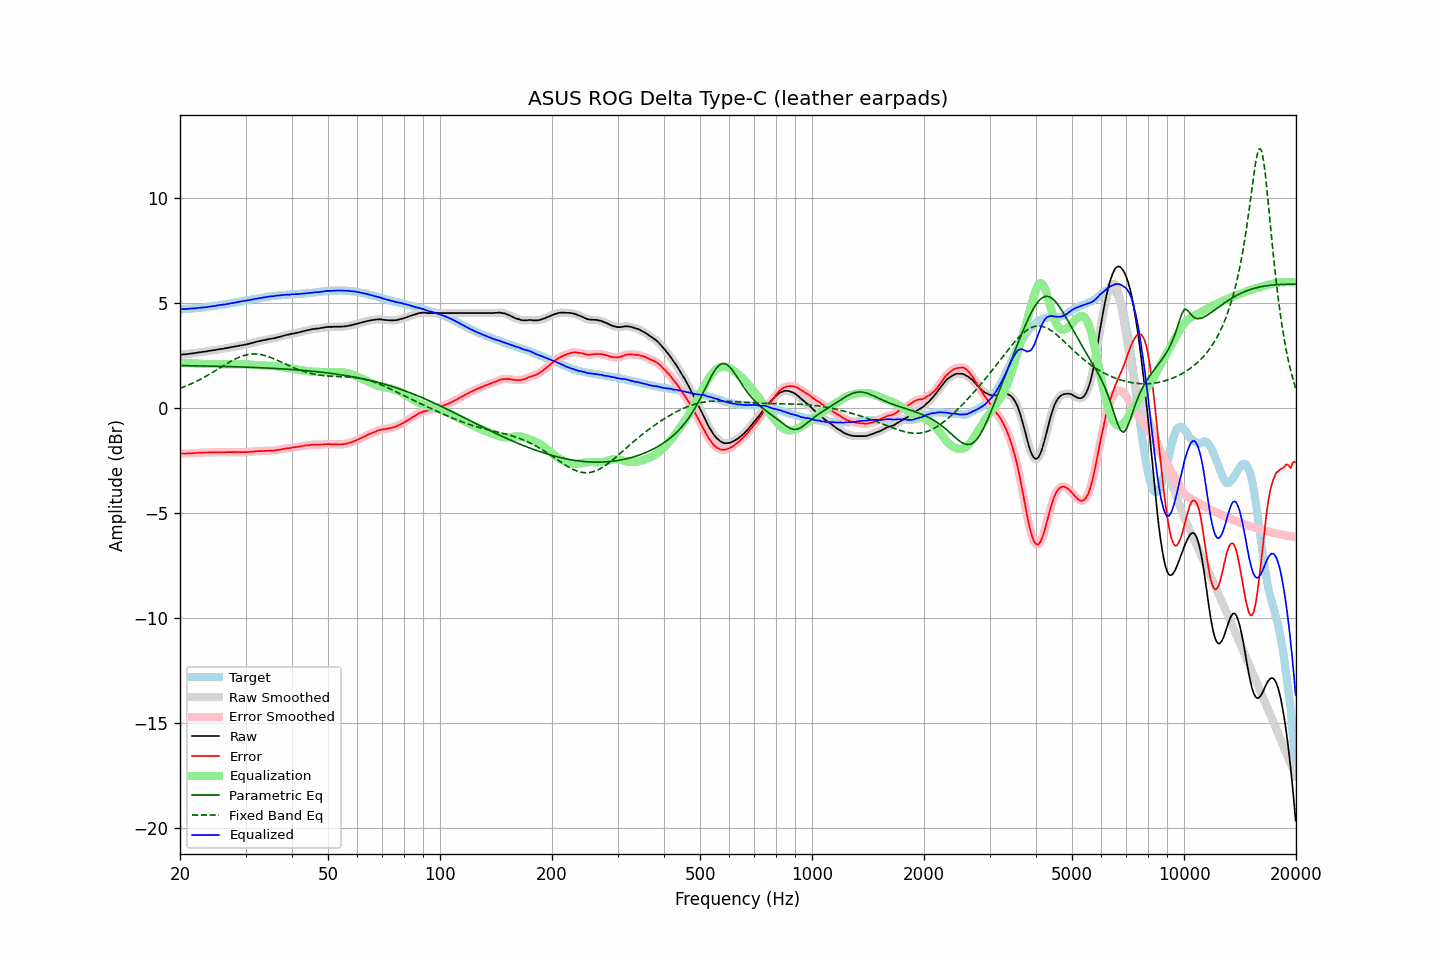 ASUS ROG Delta Type-C (leather earpads)
Amplitude (dBr)
10
5
0
−5
−10
−15
−20
Target
Raw Smoothed
Error Smoothed
Raw
Error
Equalization
Parametric Eq
Fixed Band Eq
Equalized
20 50 100 200 500 1000 2000 5000 10000 20000
Frequency (Hz)